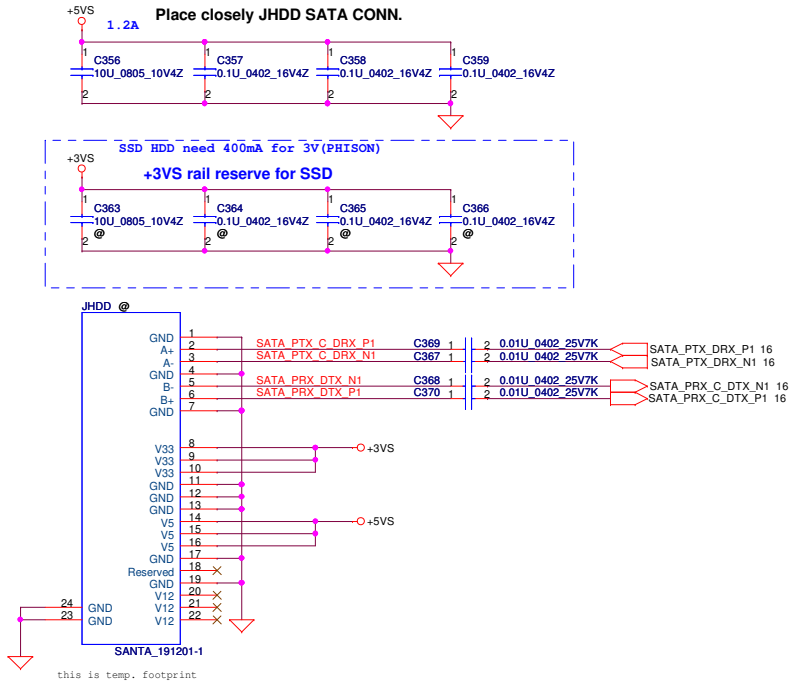 +5VS
Place closely JHDD SATA CONN.
1.2A
1 1 1 1
C356 C357 C358 C359
10U_0805_10V4Z 0.1U_0402_16V4Z 0.1U_0402_16V4Z 0.1U_0402_16V4Z
2 2 2 2
SSD HDD need 400mA for 3V(PHISON)
+3VS
+3VS rail reserve for SSD
1 1 1 1
C363 C364 C365 C366
10U_0805_10V4Z 0.1U_0402_16V4Z 0.1U_0402_16V4Z 0.1U_0402_16V4Z
@ @ @ @
2 2 2 2
JHDD @
GND 1
A+ 2 SATA_PTX_C_DRX_P1 C369 1 2 0.01U_0402_25V7K SATA_PTX_DRX_P1 16
A- 3 SATA_PTX_C_DRX_N1 C367 1 2 0.01U_0402_25V7K SATA_PTX_DRX_N1 16
GND 4
B- 5 SATA_PRX_DTX_N1 C368 1 2 0.01U_0402_25V7K SATA_PRX_C_DTX_N1 16
B+ 6 SATA_PRX_DTX_P1 C370 1 2 0.01U_0402_25V7K SATA_PRX_C_DTX_P1 16
GND 7
V33 8 +3VS
V33 9
V33 10
GND 11
GND 12
GND 13
V5 14 +5VS
V5 15
V5 16
GND 17
Reserved 18
GND 19
V12 20
24 GND V12 21
23 GND V12 22
SANTA_191201-1
this is temp. footprint